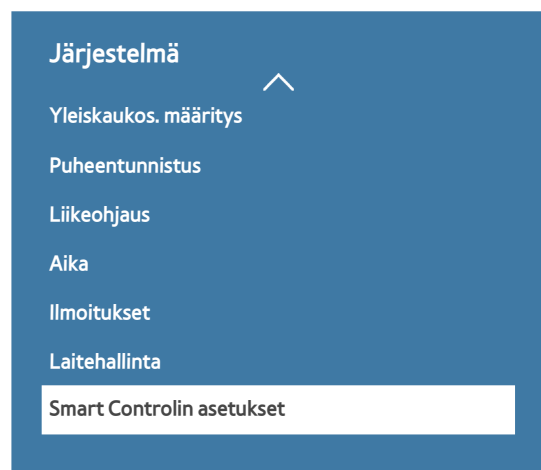 Järjestelmä
Yleiskaukos. määritys
Puheentunnistus
Liikeohjaus
Aika
Ilmoitukset
Laitehallinta
Smart Controlin asetukset